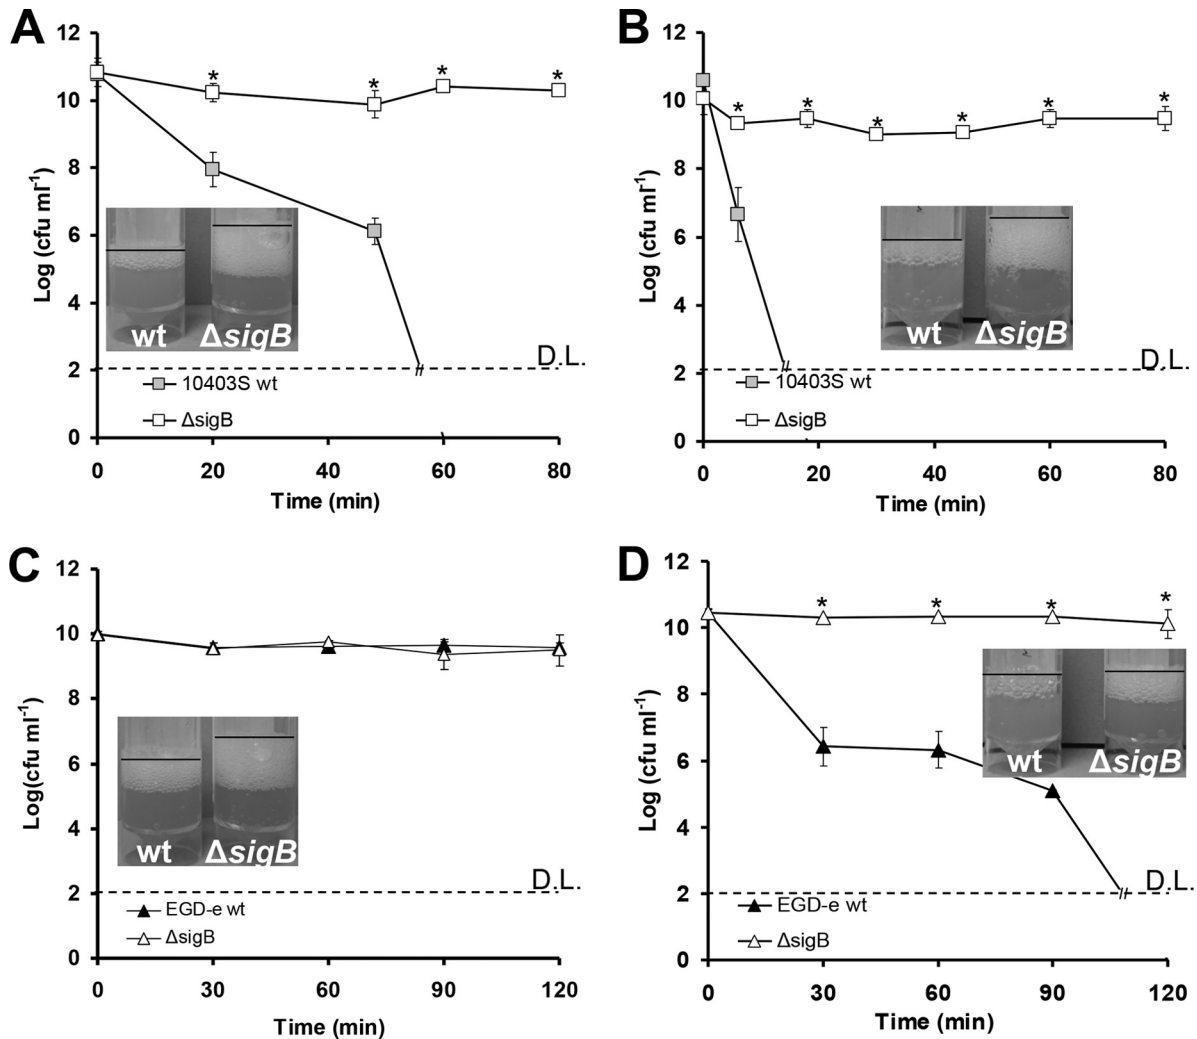 A
12
10
8
6
4
2
0
Log (cfu ml⁻¹)
*
*
*
*
wt
ΔsigB
D.L.
10403S wt
ΔsigB
0
20
40
60
80
Time (min)
B
12
10
8
6
4
2
0
Log (cfu ml⁻¹)
*
*
*
*
*
*
wt
ΔsigB
D.L.
10403S wt
ΔsigB
0
20
40
60
80
Time (min)
C
12
10
8
6
4
2
0
Log(cfu ml⁻¹)
wt
ΔsigB
D.L.
EGD-e wt
ΔsigB
0
30
60
90
120
Time (min)
D
12
10
8
6
4
2
0
Log (cfu ml⁻¹)
*
*
*
*
wt
ΔsigB
D.L.
EGD-e wt
ΔsigB
0
30
60
90
120
Time (min)